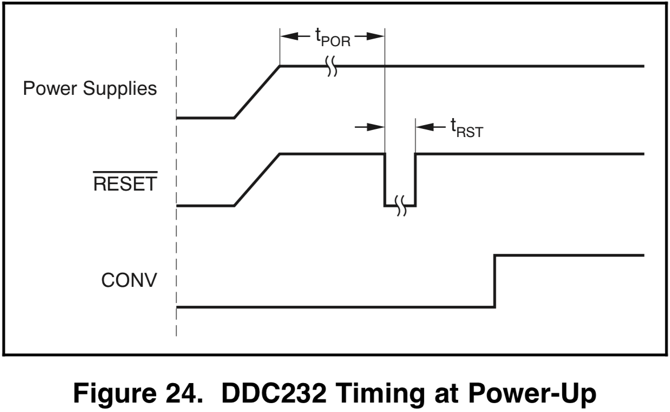 tPOR
Power Supplies
tRST
RESET
CONV
Figure 24. DDC232 Timing at Power-Up